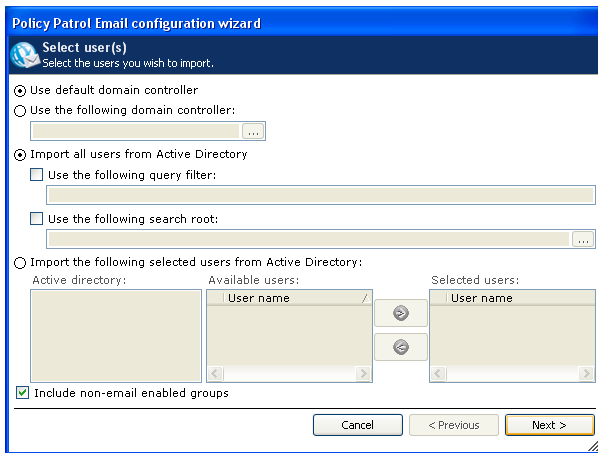 Policy Patrol Email configuration wizard
Select user(s)
Select the users you wish to import.
Use default domain controller
Use the following domain controller:
...
Import all users from Active Directory
Use the following query filter:
Use the following search root:
...
Import the following selected users from Active Directory:
Active directory: Available users: Selected users:
User name / User name
Include non-email enabled groups
Cancel < Previous Next >